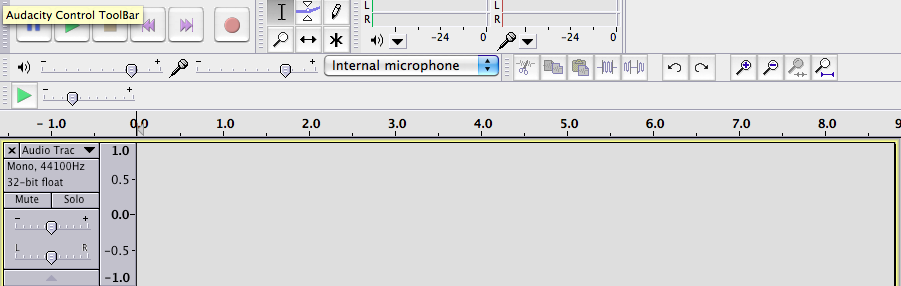 Audacity Control ToolBar
L
R
-24 0
L
R
-24 0
- +
- +
Internal microphone
- +
- 1.0 0.0 1.0 2.0 3.0 4.0 5.0 6.0 7.0 8.0 9
Audio Trac
Mono, 44100Hz
32-bit float
Mute Solo
- +
L R
1.0
0.5-
0.0-
-0.5-
-1.0